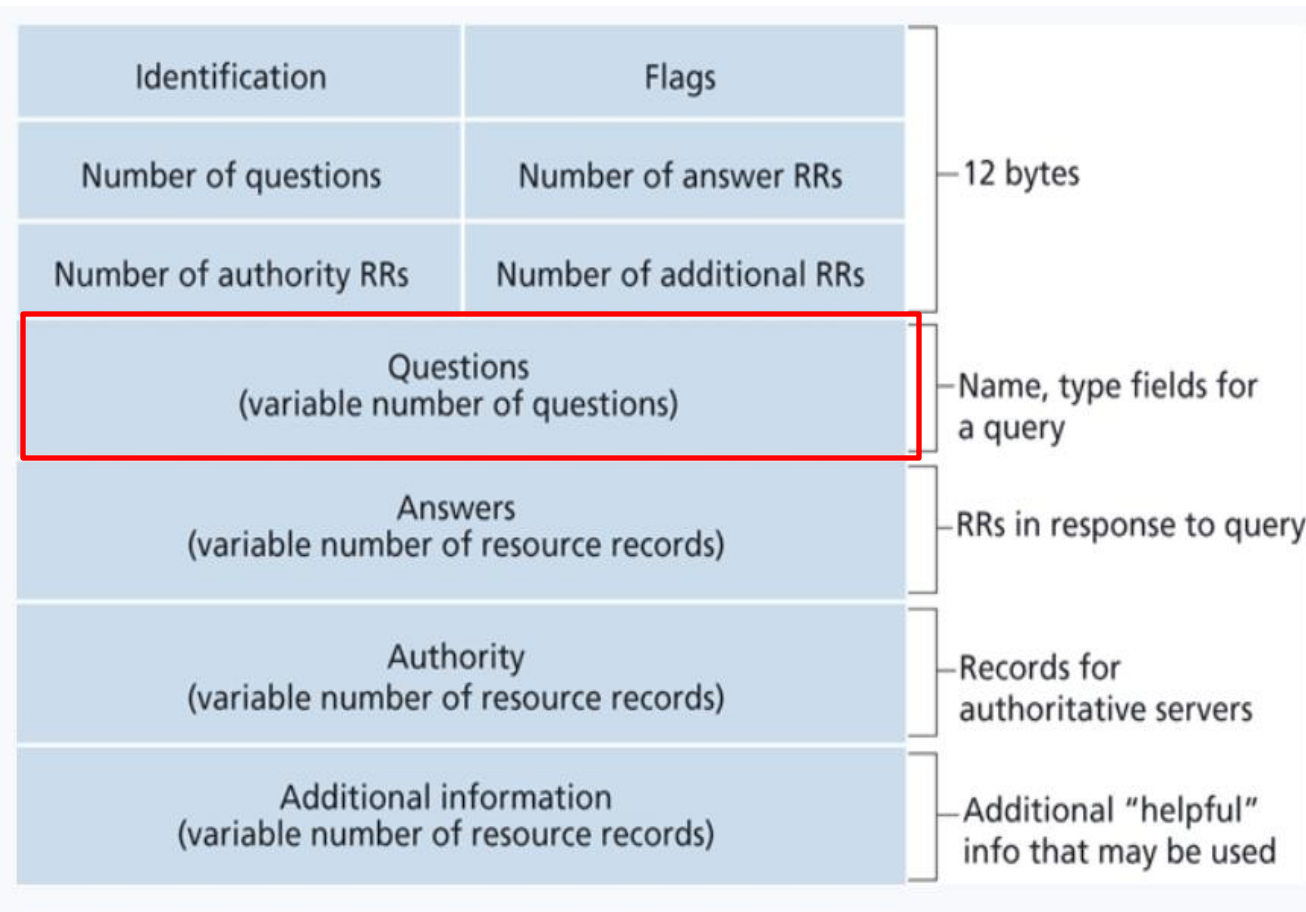 Identification
Flags
Number of questions
Number of answer RRs
12 bytes
Number of authority RRs
Number of additional RRs
Questions
(variable number of questions)
Name, type fields for
a query
Answers
(variable number of resource records)
RRs in response to query
Authority
(variable number of resource records)
Records for
authoritative servers
Additional information
(variable number of resource records)
Additional “helpful”
info that may be used